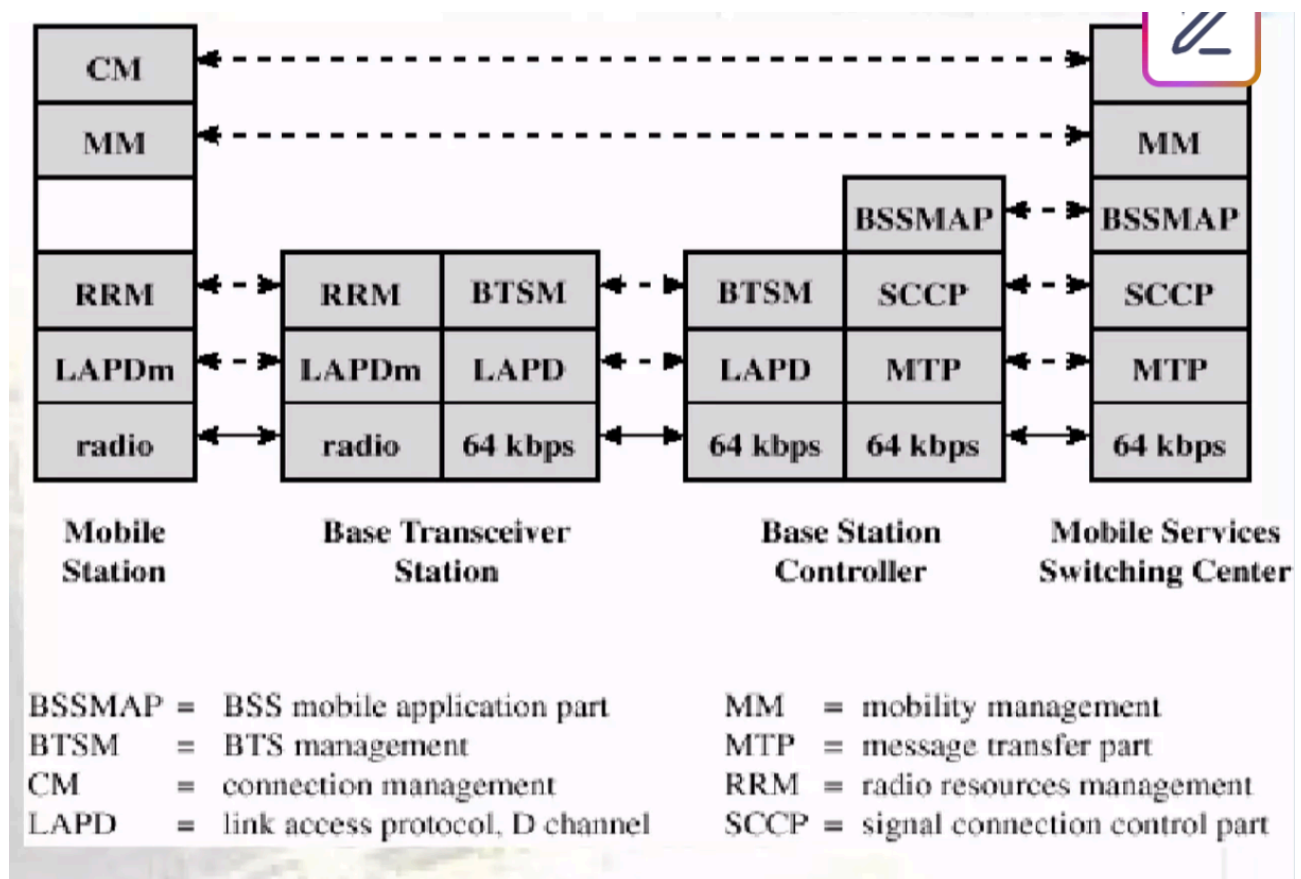 CM
MM MM
BSSMAP BSSMAP
RRM RRM BTSM BTSM SCCP SCCP
LAPDm LAPDm LAPD LAPD MTP MTP
radio radio 64 kbps 64 kbps 64 kbps 64 kbps
Mobile Station
Base Transceiver Station
Base Station Controller
Mobile Services Switching Center
BSSMAP = BSS mobile application part
BTSM = BTS management
CM = connection management
LAPD = link access protocol, D channel
MM = mobility management
MTP = message transfer part
RRM = radio resources management
SCCP = signal connection control part